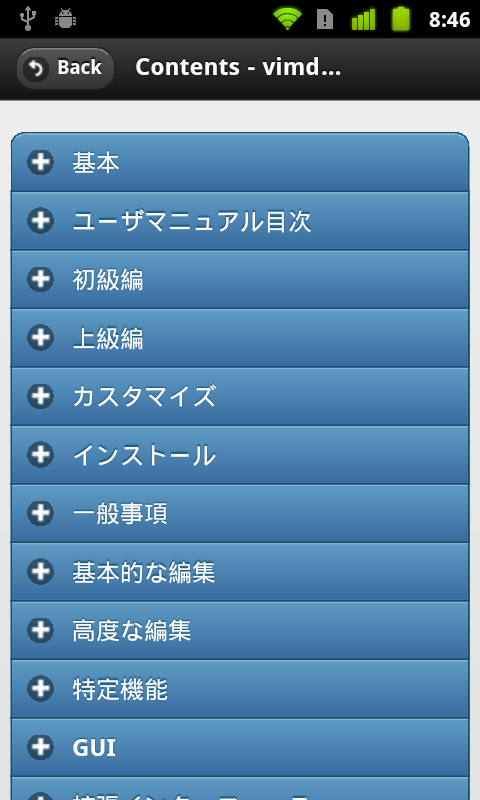 8:46
Back
Contents - vimd...
基本
ユーザマニュアル目次
初級編
上級編
カスタマイズ
インストール
一般事項
基本的な編集
高度な編集
特定機能
GUI